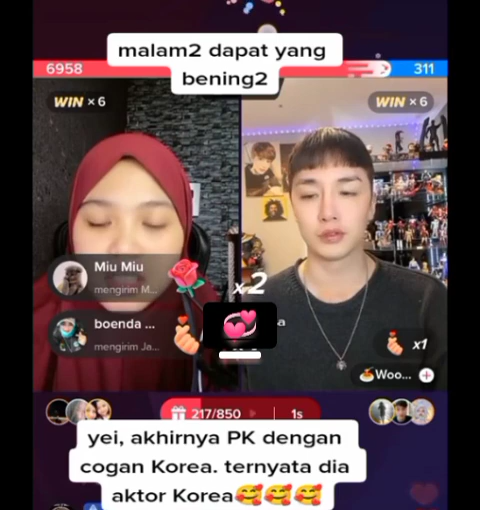 malam2 dapat yang
bening2
6958
311
WIN × 6
WIN × 6
Miu Miu
mengirim M...
x2
boenda ...
mengirim Ja...
a
x1
Woo...
217/850
1s
yei, akhirnya PK dengan
cogan Korea. ternyata dia
aktor Korea🥰🥰🥰